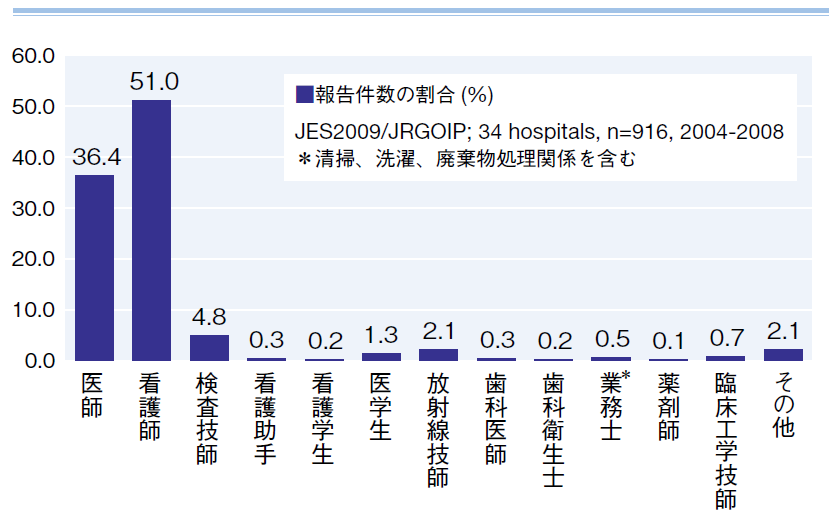 60.0
50.0
40.0
30.0
20.0
10.0
0.0
■報告件数の割合 (%)
JES2009/JRGOIP; 34 hospitals, n=916, 2004-2008
＊清掃、洗濯、廃棄物処理関係を含む
36.4
51.0
4.8
0.3
0.2
1.3
2.1
0.3
0.2
0.5
0.1
0.7
2.1
医師
看護師
検査技師
看護助手
看護学生
医学生
放射線技師
歯科医師
歯科衛生士
業務士＊
薬剤師
臨床工学技師
その他